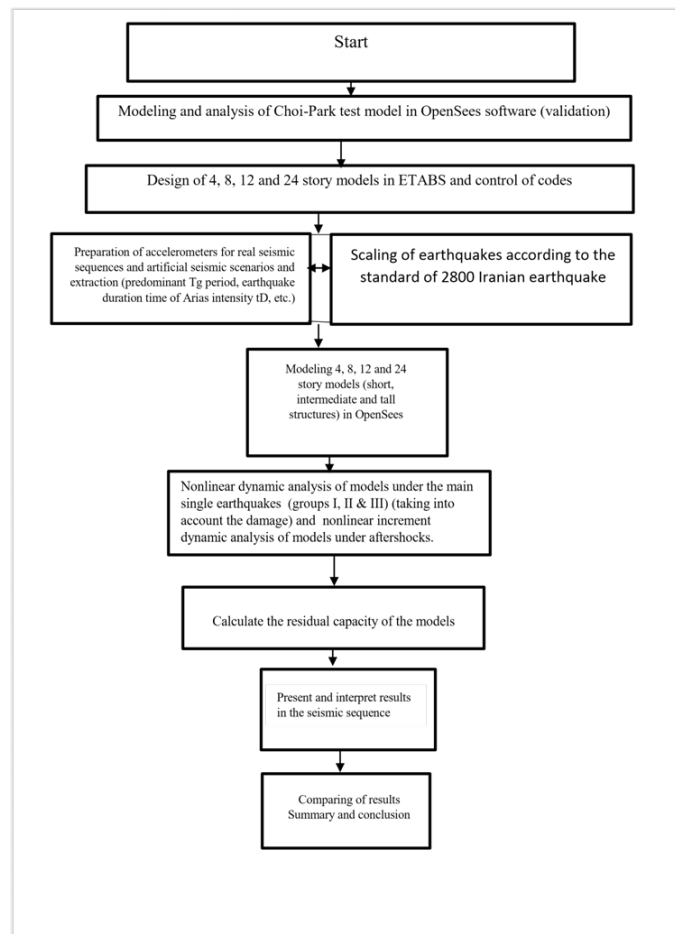 Start
Modeling and analysis of Choi-Park test model in OpenSees software (validation)
Design of 4, 8, 12 and 24 story models in ETABS and control of codes
Preparation of accelerometers for real seismic
sequences and artificial seismic scenarios and
extraction (predominant Tg period, earthquake
duration time of Arias intensity tD, etc.)
Scaling of earthquakes according to the
standard of 2800 Iranian earthquake
Modeling 4, 8, 12 and 24
story models (short,
intermediate and tall
structures) in OpenSees
Nonlinear dynamic analysis of models under the main
single earthquakes (groups I, II & III) (taking into
account the damage) and nonlinear increment
dynamic analysis of models under aftershocks.
Calculate the residual capacity of the models
Present and interpret results
in the seismic sequence
Comparing of results
Summary and conclusion